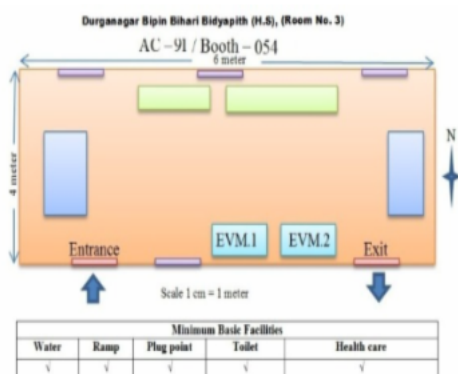 Durganagar Bipin Bihari Bidyapith (H.S), (Room No. 3)
AC – 91 / Booth – 054
6 meter
4 meter
N
EVM.1 EVM.2
Entrance Exit
Scale 1 cm = 1 meter
Minimum Basic Facilities
Water Ramp Plug point Toilet Health care
√ √ √ √ √